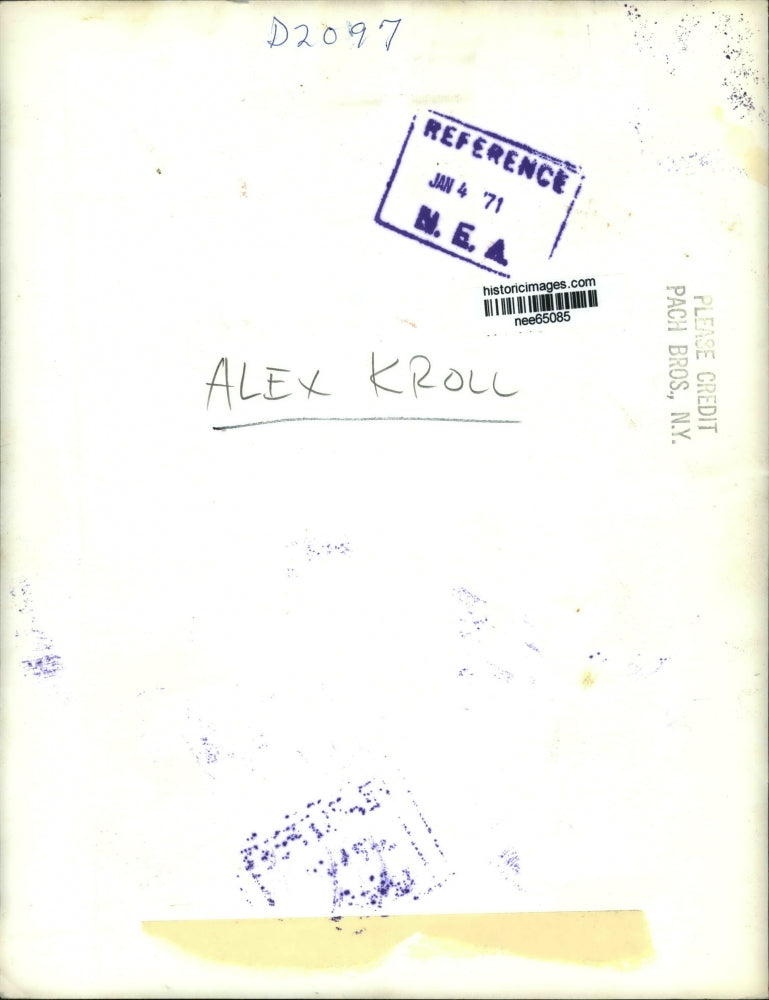 D2097
REFERENCE
JAN 4 '71
N. E. A.
historicimages.com
nee65085
PLEASE CREDIT
PACH BROS., N.Y.
ALEX KROLL